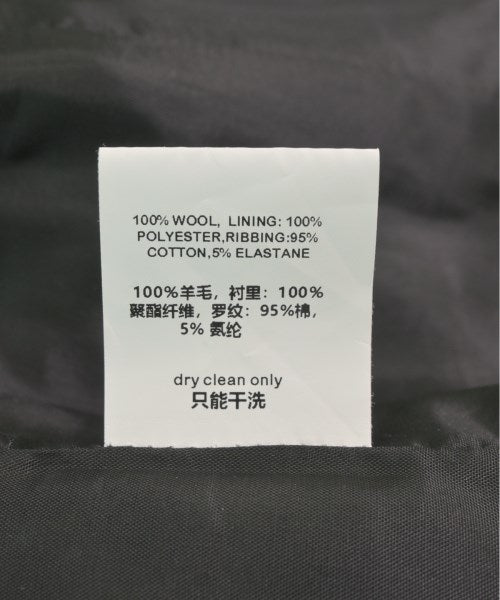 100% WOOL, LINING: 100%
POLYESTER,RIBBING:95%
COTTON,5% ELASTANE
100%羊毛，衬里：100%
聚酯纤维，罗纹：95%棉，
5% 氨纶
dry clean only
只能干洗